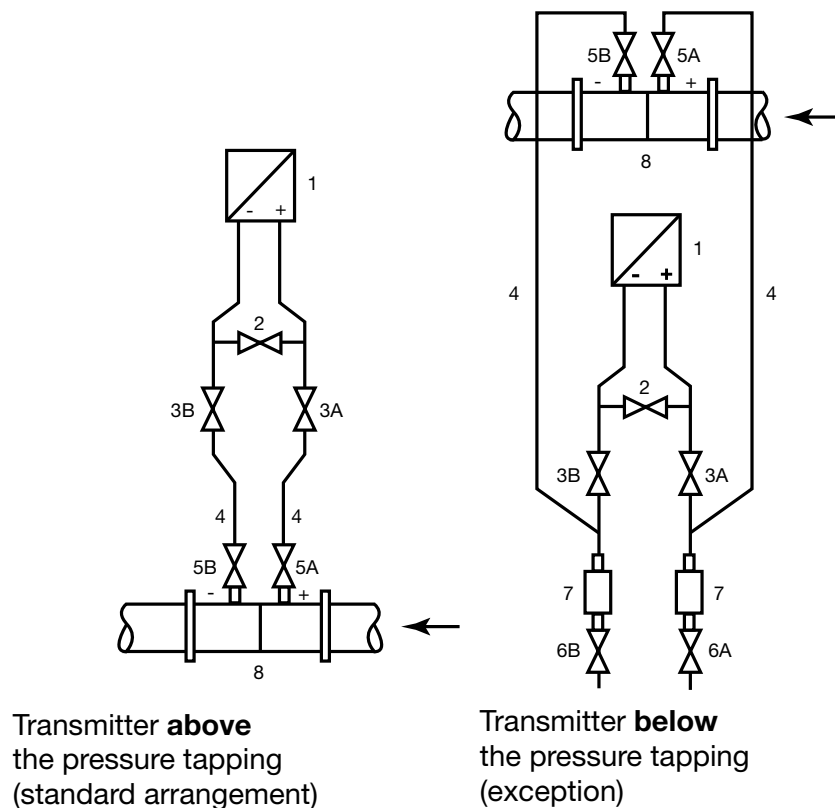 1
- +
2
3B
3A
4
4
5B
5A
-
+
8
Transmitter above
the pressure tapping
(standard arrangement)
5B
5A
-
+
8
1
- +
4
4
2
3B
3A
7
7
6B
6A
Transmitter below
the pressure tapping
(exception)